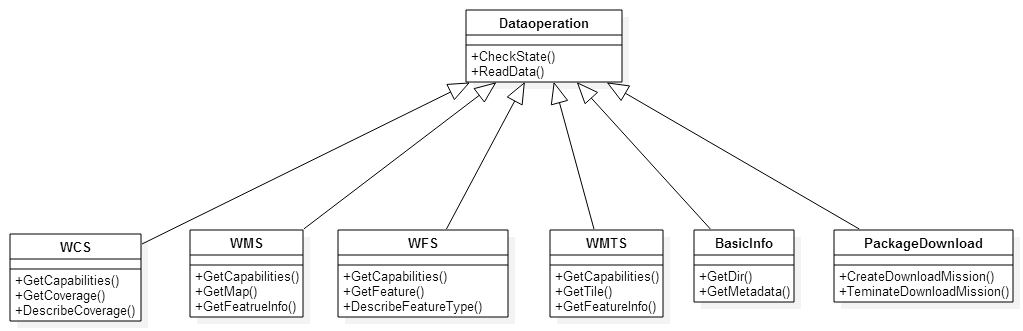 Dataoperation
+CheckState()
+ReadData()
WCS
+GetCapabilities()
+GetCoverage()
+DescribeCoverage()
WMS
+GetCapabilities()
+GetMap()
+GetFeatrueInfo()
WFS
+GetCapabilities()
+GetFeature()
+DescribeFeatureType()
WMTS
+GetCapabilities()
+GetTile()
+GetFeatureInfo()
BasicInfo
+GetDir()
+GetMetadata()
PackageDownload
+CreateDownloadMission()
+TeminateDownloadMission()